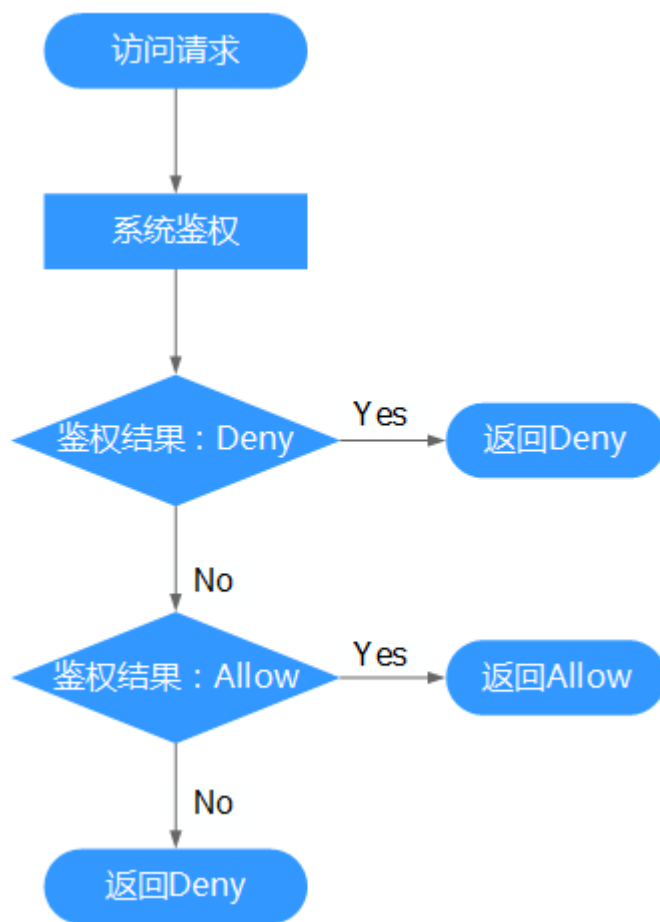 访问请求
系统鉴权
鉴权结果：Deny
Yes
返回Deny
No
鉴权结果：Allow
Yes
返回Allow
No
返回Deny